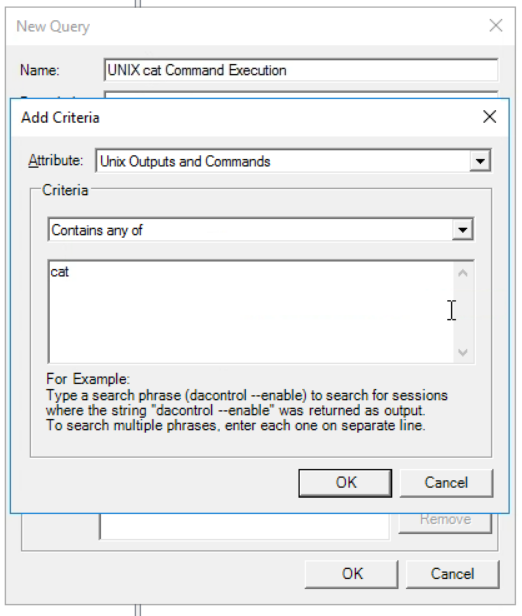 New Query
Name: UNIX cat Command Execution
Add Criteria
Attribute: Unix Outputs and Commands
Criteria
Contains any of
cat
For Example:
Type a search phrase (dacontrol --enable) to search for sessions
where the string "dacontrol --enable" was returned as output.
To search multiple phrases, enter each one on separate line.
OK Cancel
Remove
OK Cancel